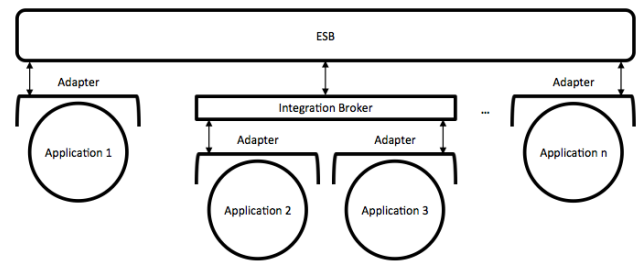 ESB
Adapter
Adapter
Integration Broker
...
Adapter
Adapter
Application 1
Application n
Application 2
Application 3